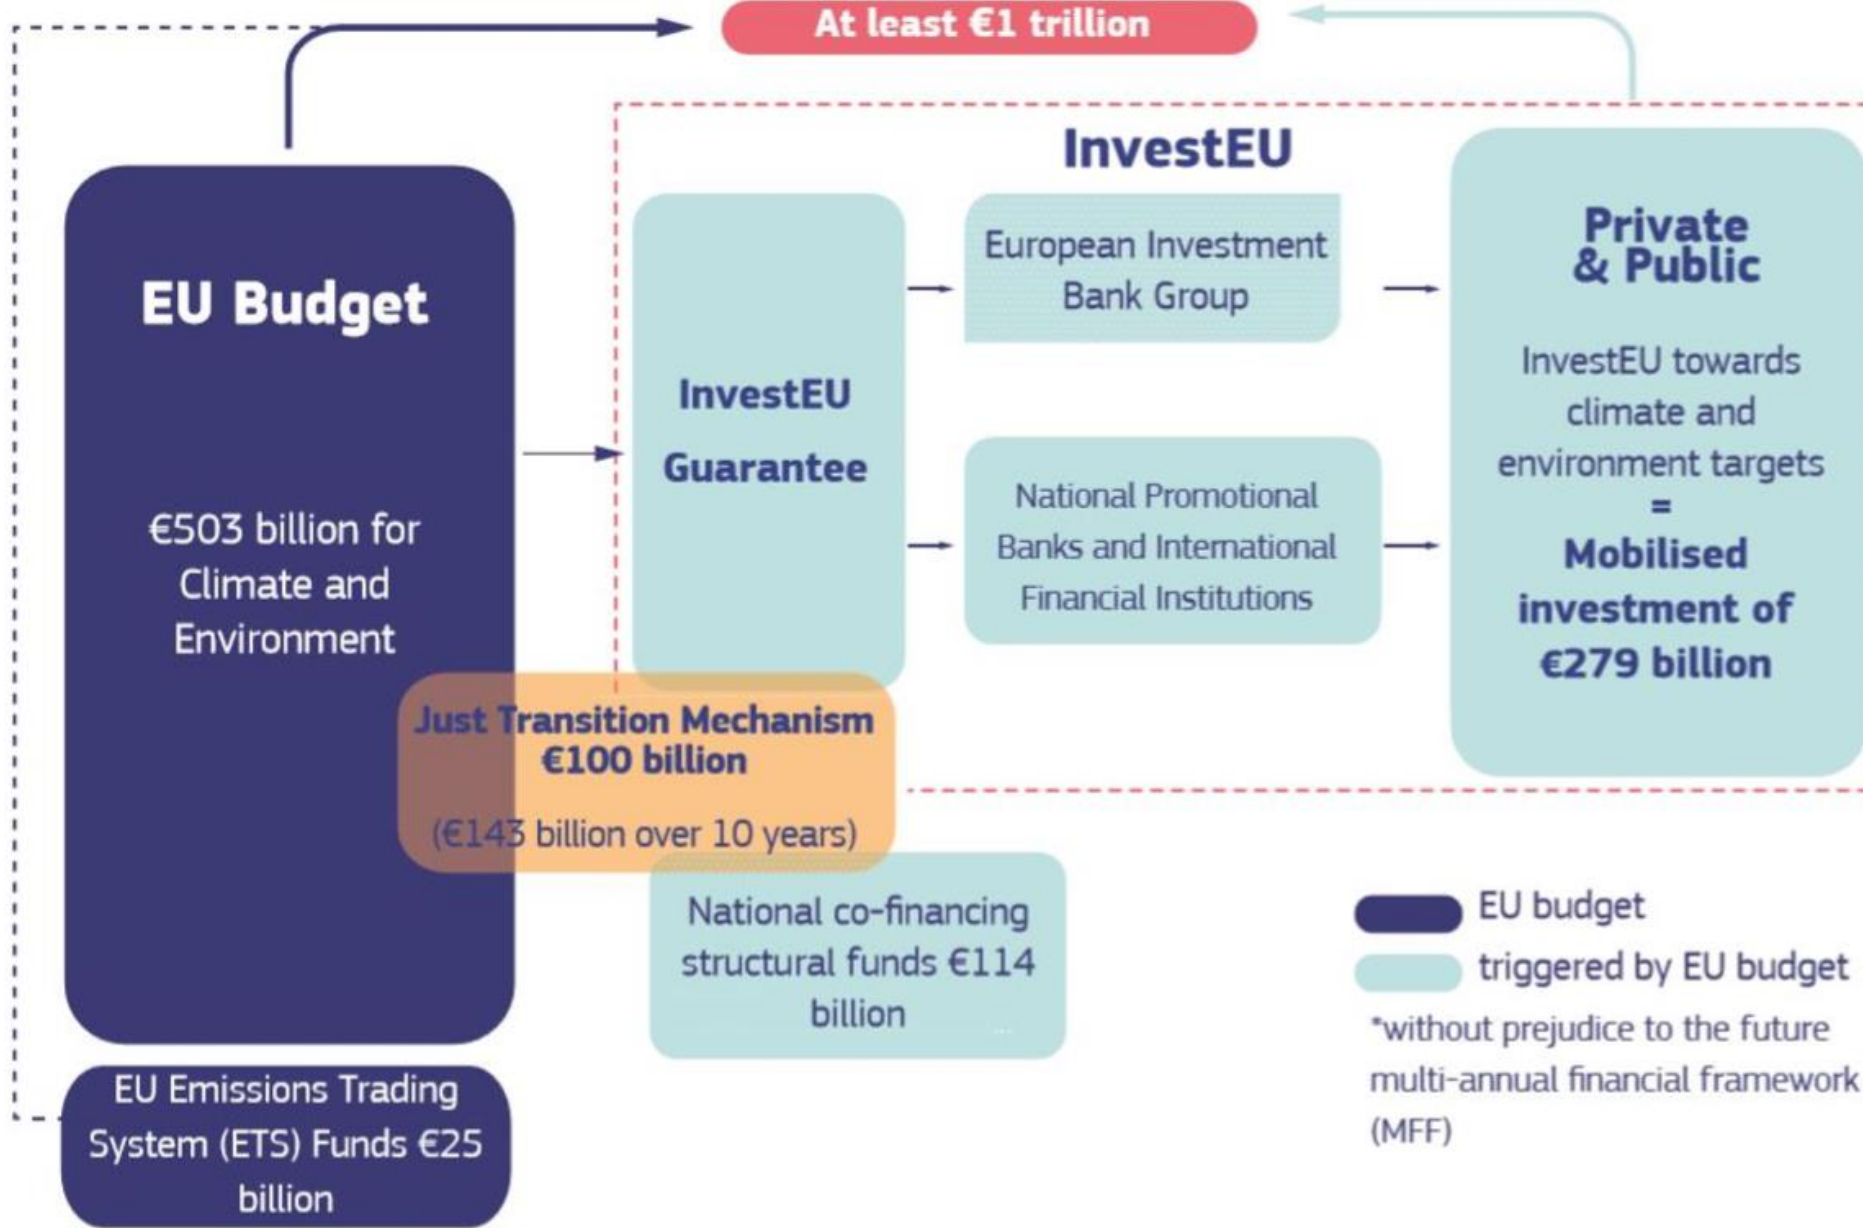 At least €1 trillion
EU Budget
€503 billion for
Climate and
Environment
InvestEU
InvestEU
Guarantee
European Investment
Bank Group
National Promotional
Banks and International
Financial Institutions
Private
& Public
InvestEU towards
climate and
environment targets
=
Mobilised
investment of
€279 billion
Just Transition Mechanism
€100 billion
(€143 billion over 10 years)
National co-financing
structural funds €114
billion
EU Emissions Trading
System (ETS) Funds €25
billion
EU budget
triggered by EU budget
*without prejudice to the future
multi-annual financial framework
(MFF)